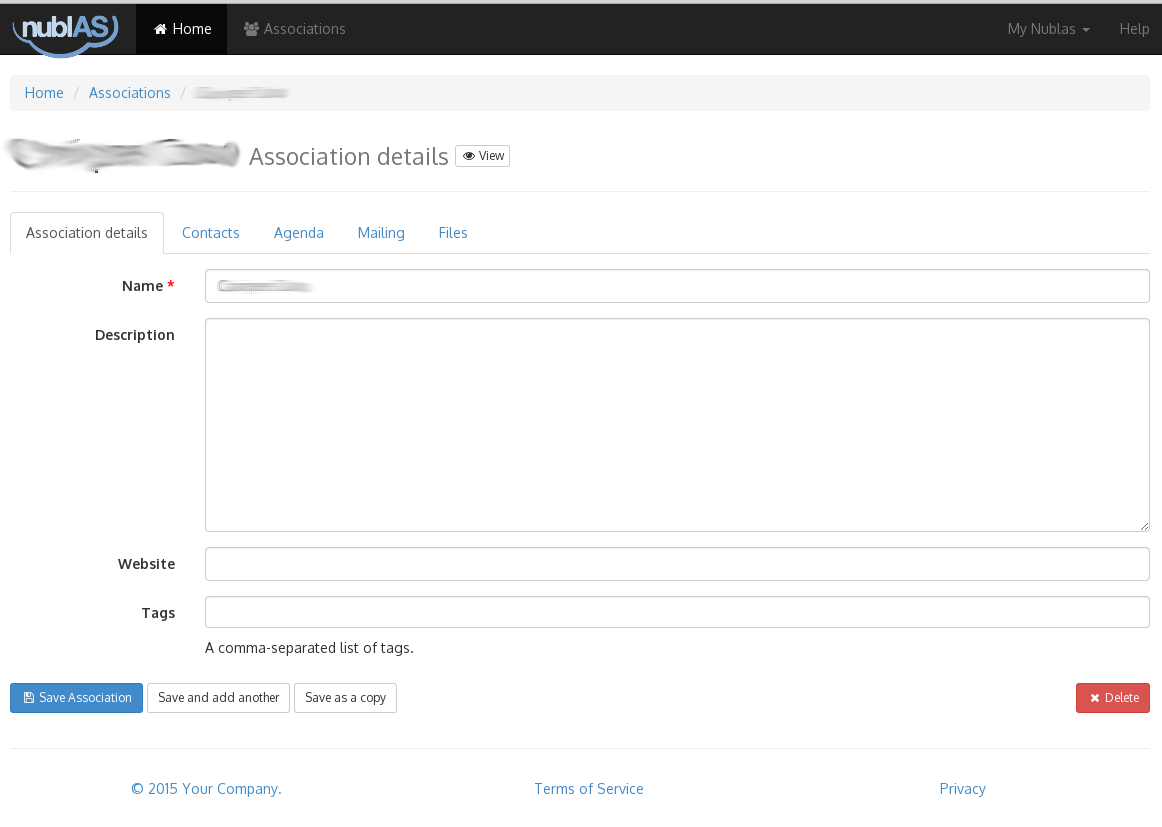 nublAS Home Associations My Nublas Help
Home / Associations /
Association details View
Association details Contacts Agenda Mailing Files
Name *
Description
Website
Tags
A comma-separated list of tags.
Save Association Save and add another Save as a copy Delete
© 2015 Your Company. Terms of Service Privacy